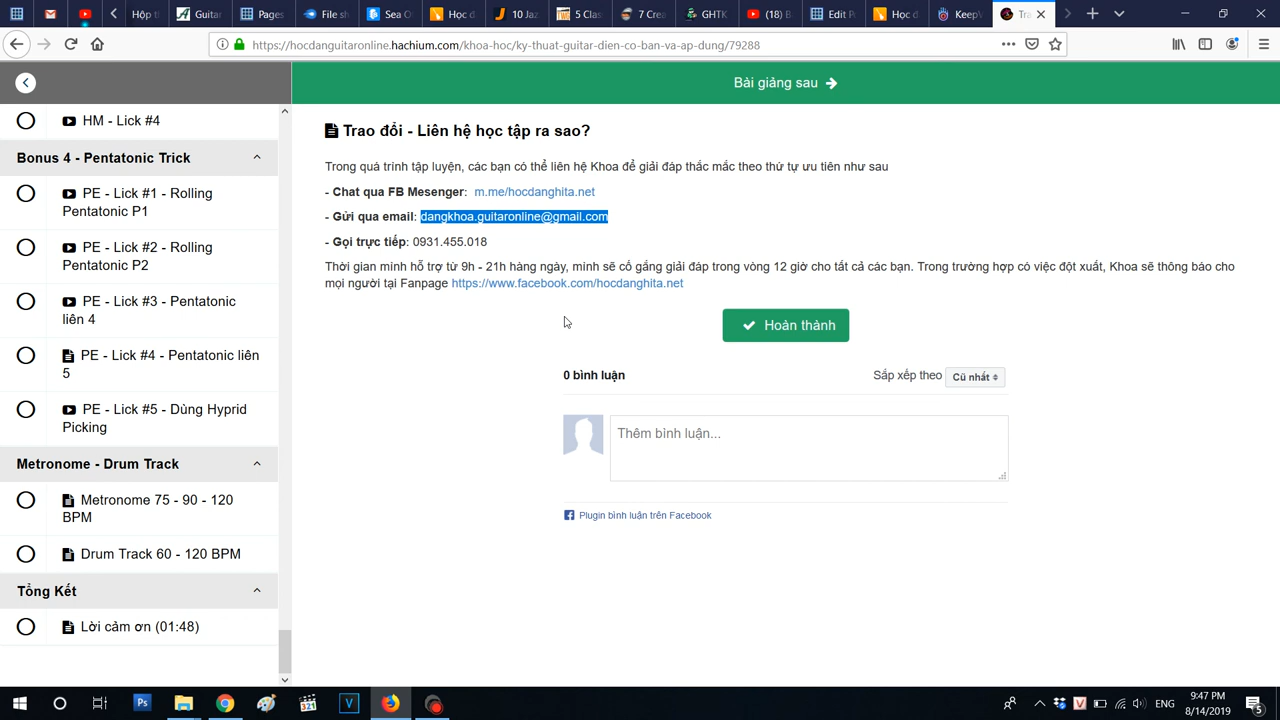 Hộp t
Guitar
Pages
File sh
Sea O
Học đ
10 Jaz
5 Clas
7 Crea
GHTK
(18) B
Edit P
Học đ
KeepV
Tra
https://hocdanguitaronline.hachium.com/khoa-hoc/ky-thuat-guitar-dien-co-ban-va-ap-dung/79288
Bài giảng sau
HM - Lick #4
Bonus 4 - Pentatonic Trick
PE - Lick #1 - Rolling
Pentatonic P1
PE - Lick #2 - Rolling
Pentatonic P2
PE - Lick #3 - Pentatonic
liên 4
PE - Lick #4 - Pentatonic liên
5
PE - Lick #5 - Dùng Hyprid
Picking
Metronome - Drum Track
Metronome 75 - 90 - 120
BPM
Drum Track 60 - 120 BPM
Tổng Kết
Lời cảm ơn (01:48)
Trao đổi - Liên hệ học tập ra sao?
Trong quá trình tập luyện, các bạn có thể liên hệ Khoa để giải đáp thắc mắc theo thứ tự ưu tiên như sau
- Chat qua FB Mesenger: m.me/hocdanghita.net
- Gửi qua email: dangkhoa.guitaronline@gmail.com
- Gọi trực tiếp: 0931.455.018
Thời gian mình hỗ trợ từ 9h - 21h hàng ngày, mình sẽ cố gắng giải đáp trong vòng 12 giờ cho tất cả các bạn. Trong trường hợp có việc đột xuất, Khoa sẽ thông báo cho
mọi người tại Fanpage https://www.facebook.com/hocdanghita.net
Hoàn thành
0 bình luận
Sắp xếp theo Cũ nhất
Thêm bình luận...
Plugin bình luận trên Facebook
Ps
321
V
V
ENG
9:47 PM
8/14/2019
5